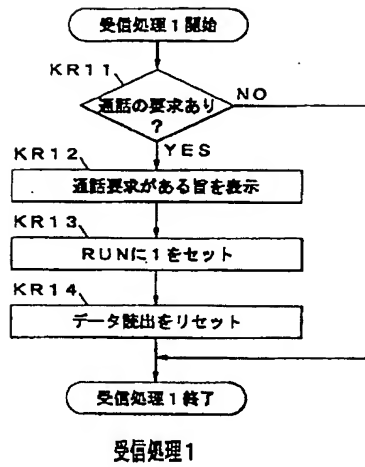 受信処理1開始
KR11
通話の要求あり
?
NO
YES
KR12
通話要求がある旨を表示
KR13
RUNに1をセット
KR14
データ読出をリセット
受信処理1終了
受信処理1